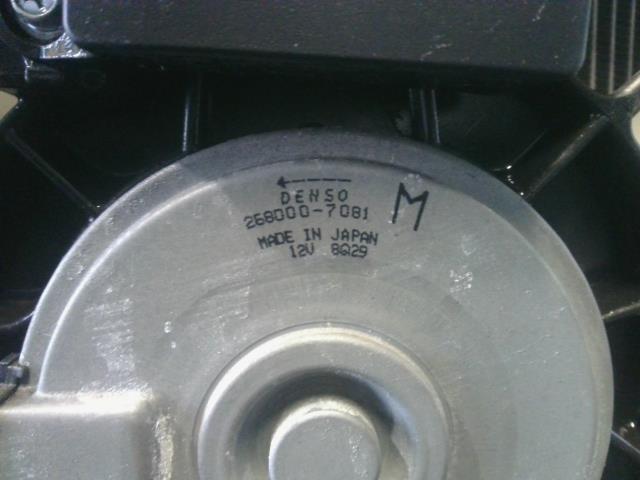 DENSO
268000-7081
M
MADE IN JAPAN
12V 8Q29